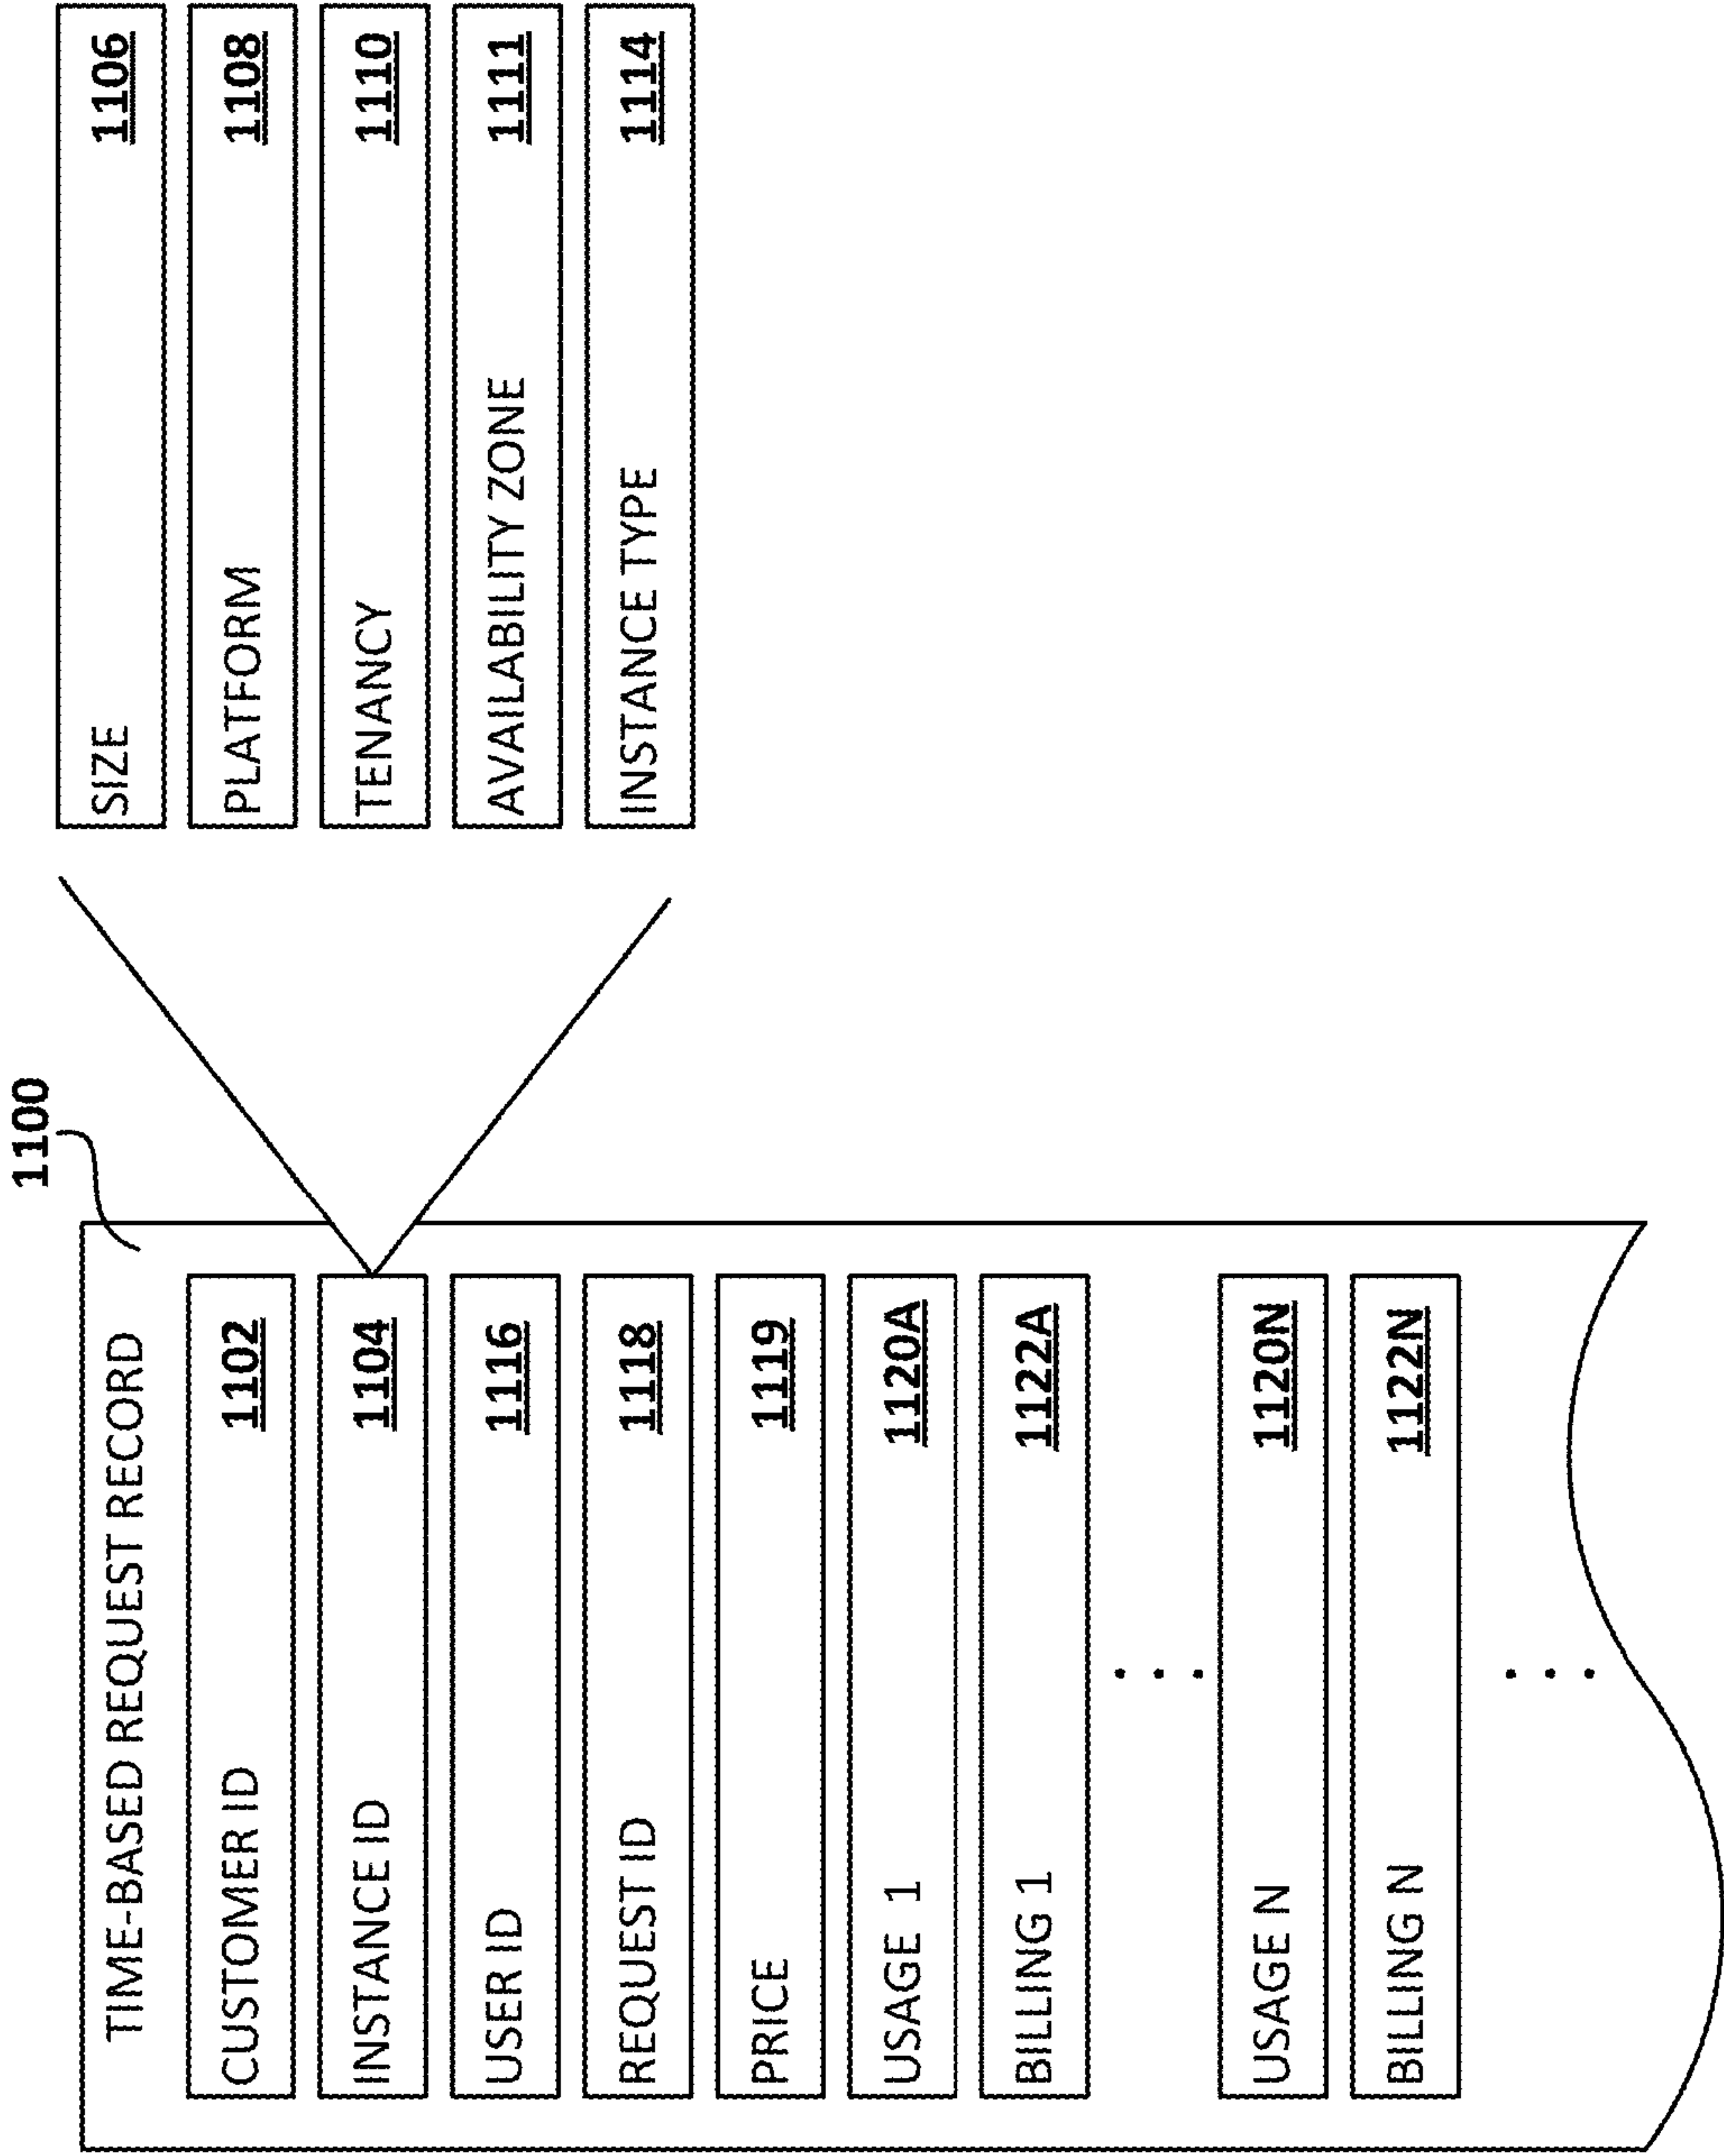 1100
TIME-BASED REQUEST RECORD
CUSTOMER ID 1102
INSTANCE ID 1104
USER ID 1116
REQUEST ID 1118
PRICE 1119
USAGE 1 1120A
BILLING 1 1122A
. . .
USAGE N 1120N
BILLING N 1122N
. . .
SIZE 1106
PLATFORM 1108
TENANCY 1110
AVAILABILITY ZONE 1111
INSTANCE TYPE 1114